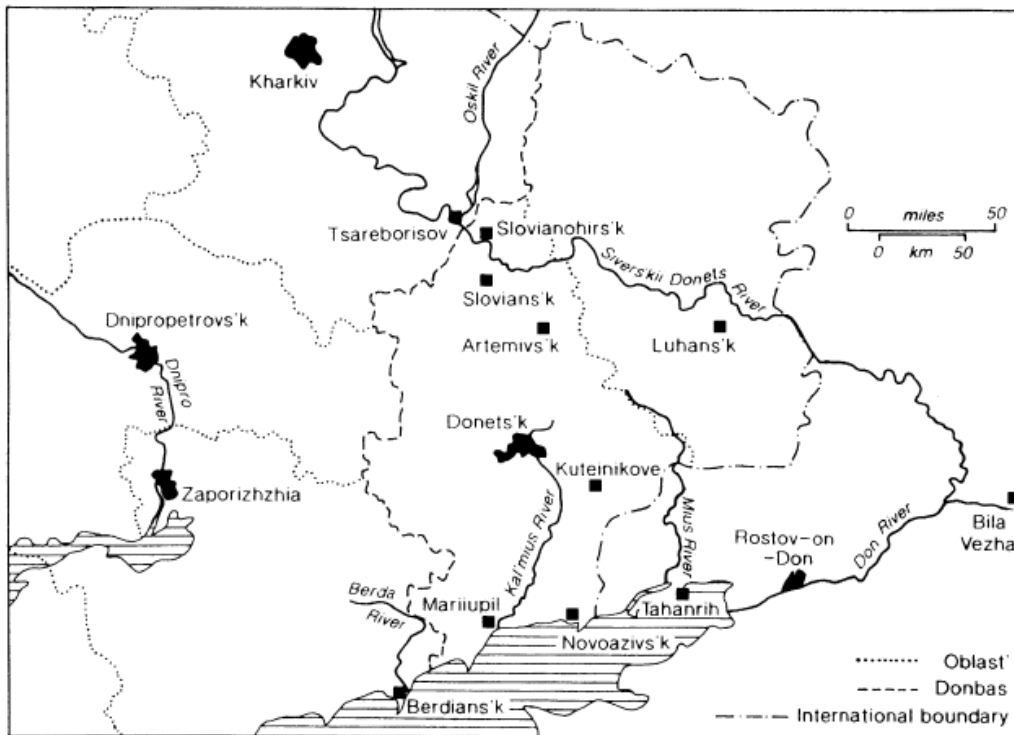 Kharkiv
Oskil River
0 miles 50
0 km 50
Tsareborisov
Slovianohirs'k
Sivers'kii Donets River
Slovians'k
Dnipropetrovs'k
Artemivs'k
Luhans'k
Dnipro River
Donets'k
Kuteinikove
Zaporizhzhia
Kal'mius River
Mius River
Rostov-on
-Don
Don River
Bila
Vezha
Berda
River
Mariiupil
Tahanrih
Novoazivs'k
Berdians'k
Oblast'
Donbas
International boundary